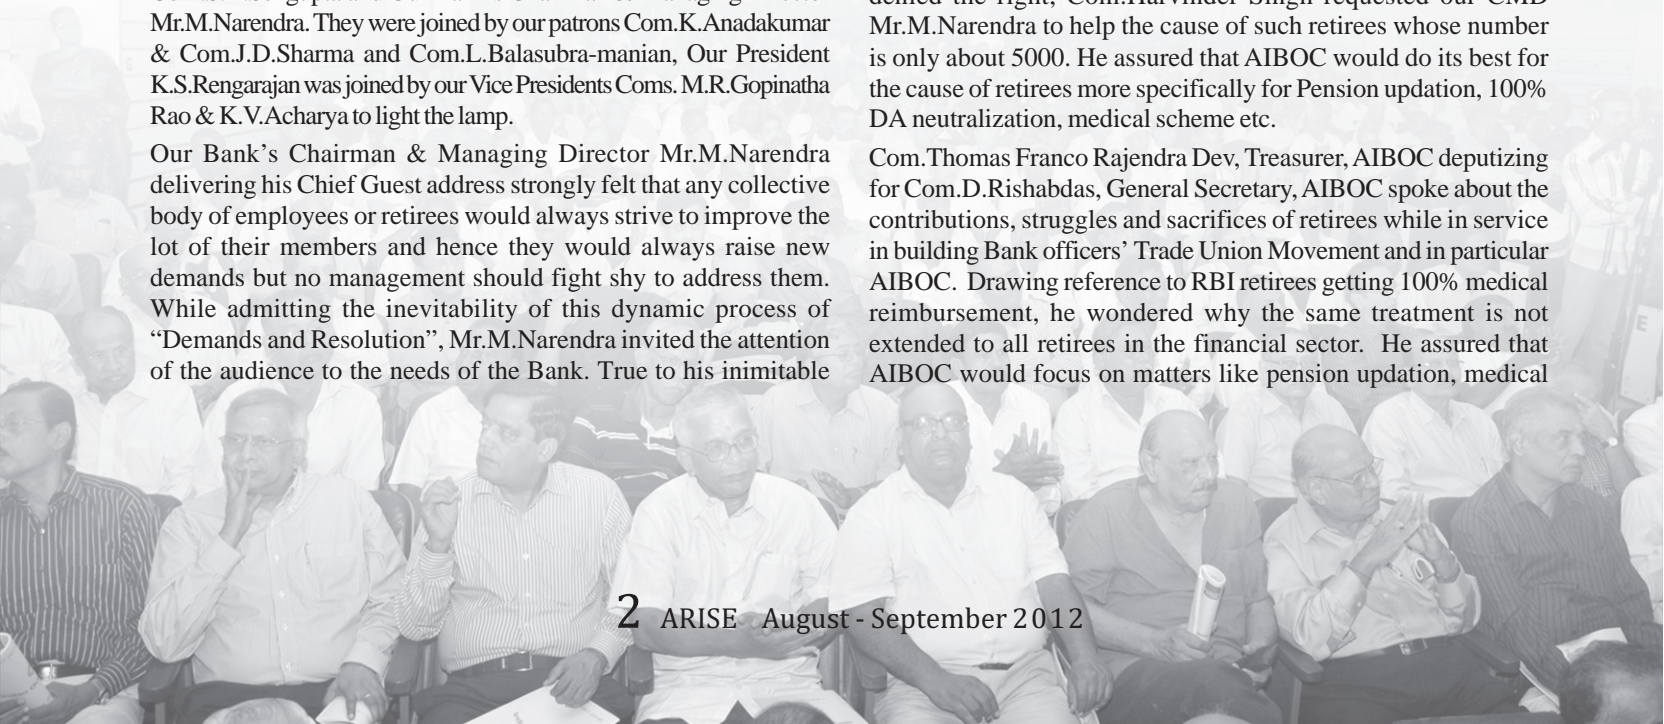 Mr.M.Narendra. They were joined by our patrons Com.K.Anadakumar
& Com.J.D.Sharma and Com.L.Balasubra-manian, Our President
K.S.Rengarajan was joined by our Vice Presidents Coms. M.R.Gopinatha
Rao & K.V.Acharya to light the lamp.
Our Bank’s Chairman & Managing Director Mr.M.Narendra
delivering his Chief Guest address strongly felt that any collective
body of employees or retirees would always strive to improve the
lot of their members and hence they would always raise new
demands but no management should fight shy to address them.
While admitting the inevitability of this dynamic process of
“Demands and Resolution”, Mr.M.Narendra invited the attention
of the audience to the needs of the Bank. True to his inimitable
denied the right, Com.Harvinder Singh requested our CMD
Mr.M.Narendra to help the cause of such retirees whose number
is only about 5000. He assured that AIBOC would do its best for
the cause of retirees more specifically for Pension updation, 100%
DA neutralization, medical scheme etc.
Com.Thomas Franco Rajendra Dev, Treasurer, AIBOC deputizing
for Com.D.Rishabdas, General Secretary, AIBOC spoke about the
contributions, struggles and sacrifices of retirees while in service
in building Bank officers’ Trade Union Movement and in particular
AIBOC. Drawing reference to RBI retirees getting 100% medical
reimbursement, he wondered why the same treatment is not
extended to all retirees in the financial sector. He assured that
AIBOC would focus on matters like pension updation, medical
2 ARISE August - September 2012